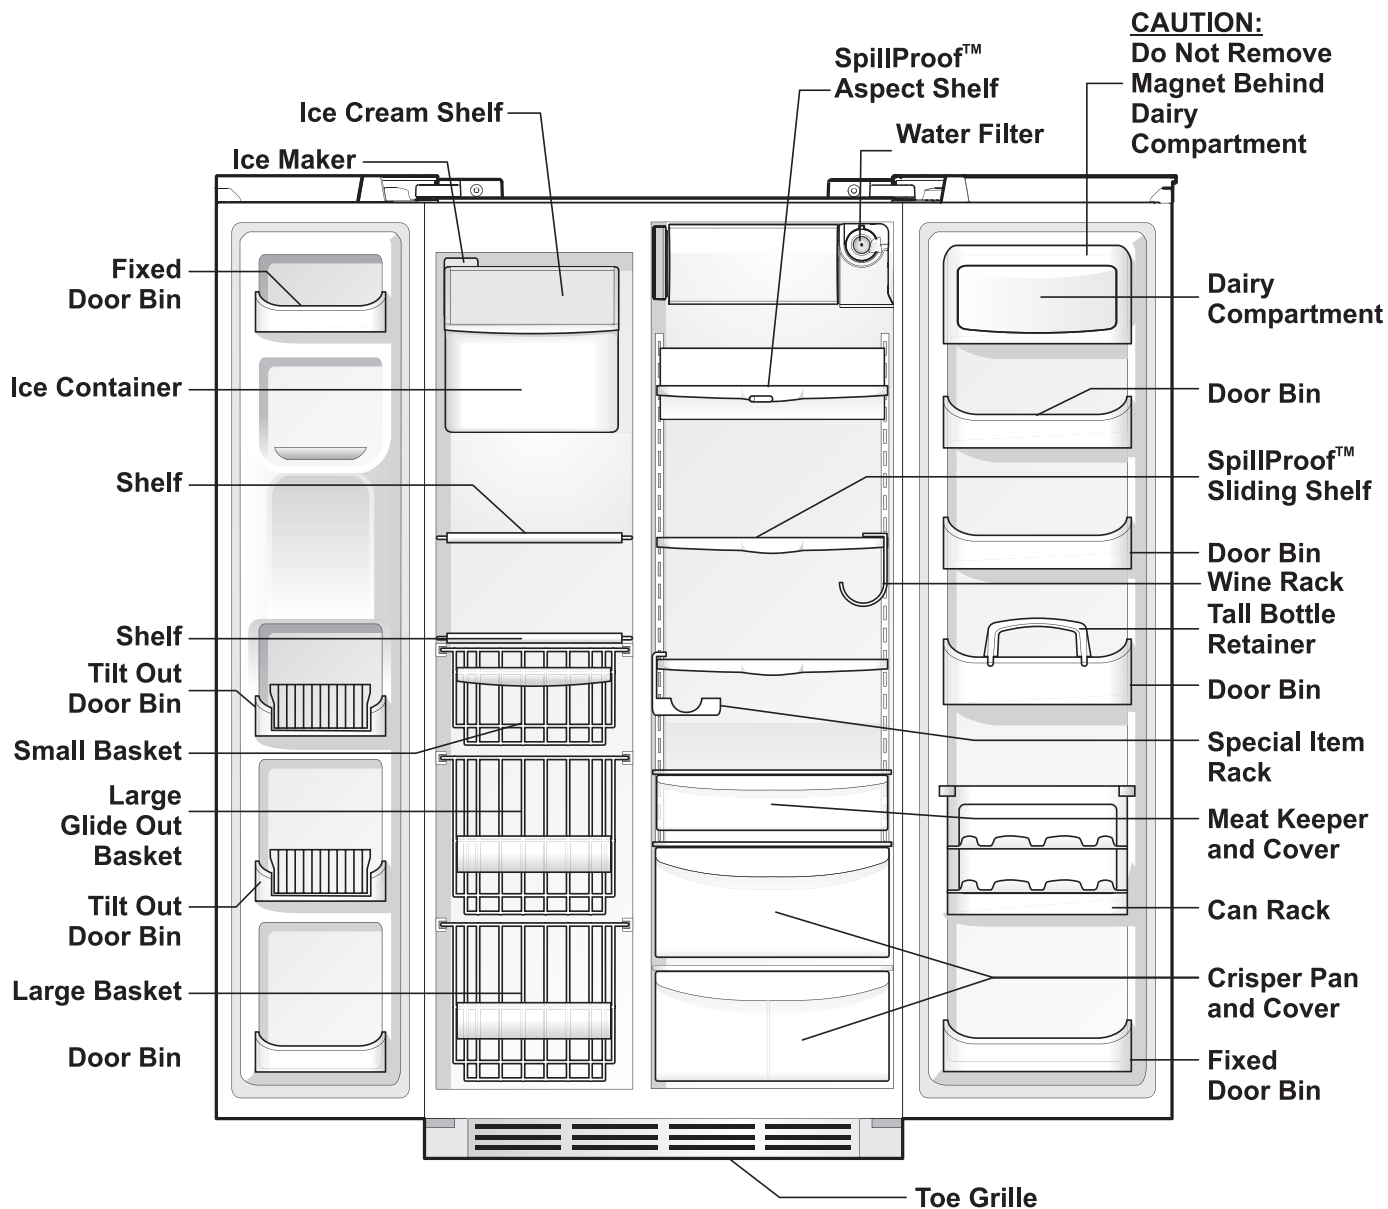 CAUTION:
Do Not Remove
Magnet Behind
Dairy
Compartment
SpillProof™
Aspect Shelf
Water Filter
Ice Cream Shelf
Ice Maker
Fixed
Door Bin
Ice Container
Shelf
Shelf
Tilt Out
Door Bin
Small Basket
Large
Glide Out
Basket
Tilt Out
Door Bin
Large Basket
Door Bin
Dairy
Compartment
Door Bin
SpillProof™
Sliding Shelf
Door Bin
Wine Rack
Tall Bottle
Retainer
Door Bin
Special Item
Rack
Meat Keeper
and Cover
Can Rack
Crisper Pan
and Cover
Fixed
Door Bin
Toe Grille